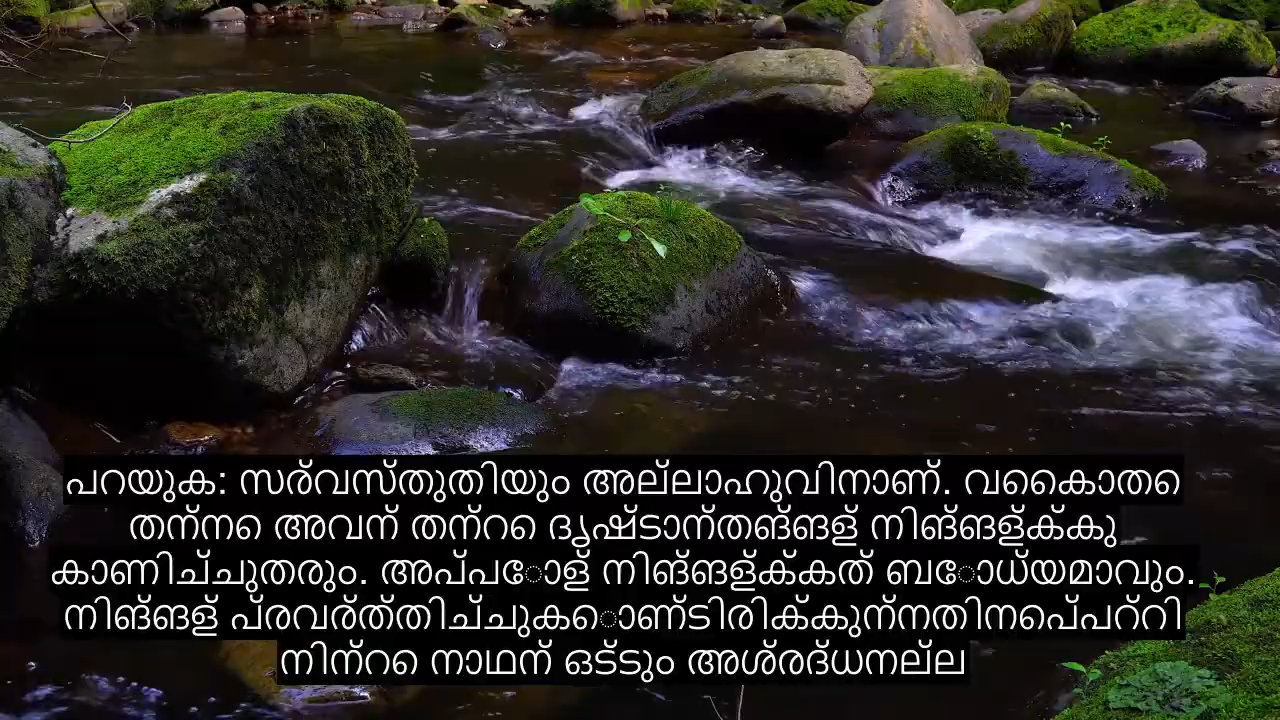 പറയുക: സര്വസ്തുതിയും അല്ലാഹുവിനാണ്. വകൈാതെ
തന്നെ അവന് തന്റെ ദൃഷ്ടാന്തങ്ങള് നിങ്ങള്ക്കു
കാണിച്ചുതരും. അപ്പോള് നിങ്ങള്ക്കത് ബോധ്യമാവും.
നിങ്ങള് പ്രവര്ത്തിച്ചുകൊണ്ടിരിക്കുന്നതിനെപ്പറ്റി
നിന്റെ നാഥന് ഒട്ടും അശ്രദ്ധനല്ല